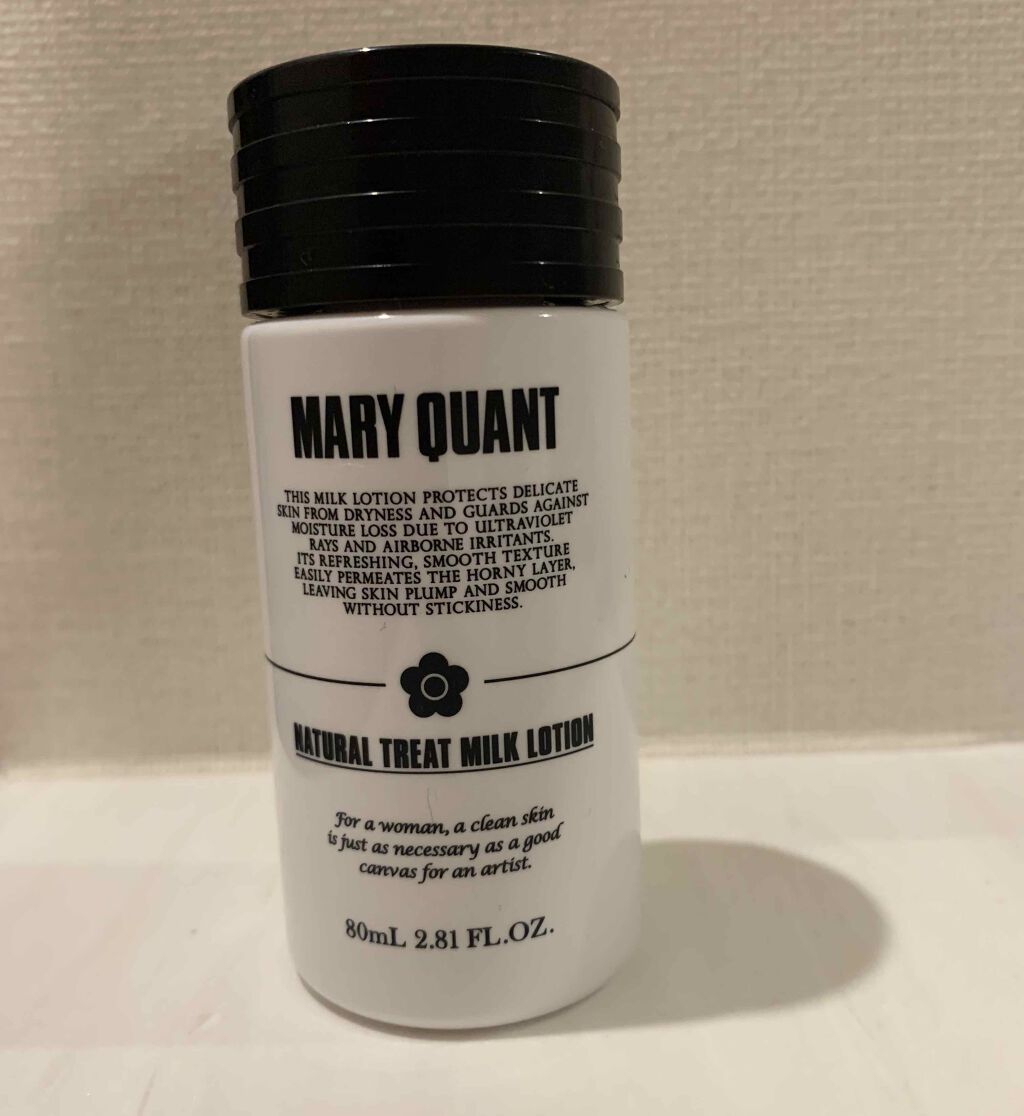 MARY QUANT
THIS MILK LOTION PROTECTS DELICATE
SKIN FROM DRYNESS AND GUARDS AGAINST
MOISTURE LOSS DUE TO ULTRAVIOLET
RAYS AND AIRBORNE IRRITANTS.
ITS REFRESHING, SMOOTH TEXTURE
EASILY PERMEATES THE HORNY LAYER,
LEAVING SKIN PLUMP AND SMOOTH
WITHOUT STICKINESS.
NATURAL TREAT MILK LOTION
For a woman, a clean skin
is just as necessary as a good
canvas for an artist.
80mL 2.81 FL.OZ.